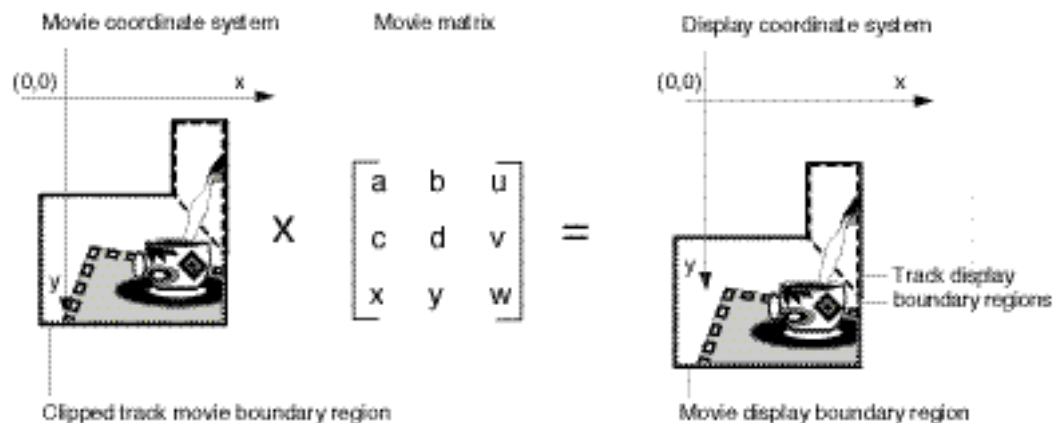 Movie coordinate system
Movie matrix
Display coordinate system
(0,0)
x
(0,0)
x
a b u
c d v
x y w
X
=
y
y
Track display
boundary regions
Clipped track movie boundary region
Movie display boundary region